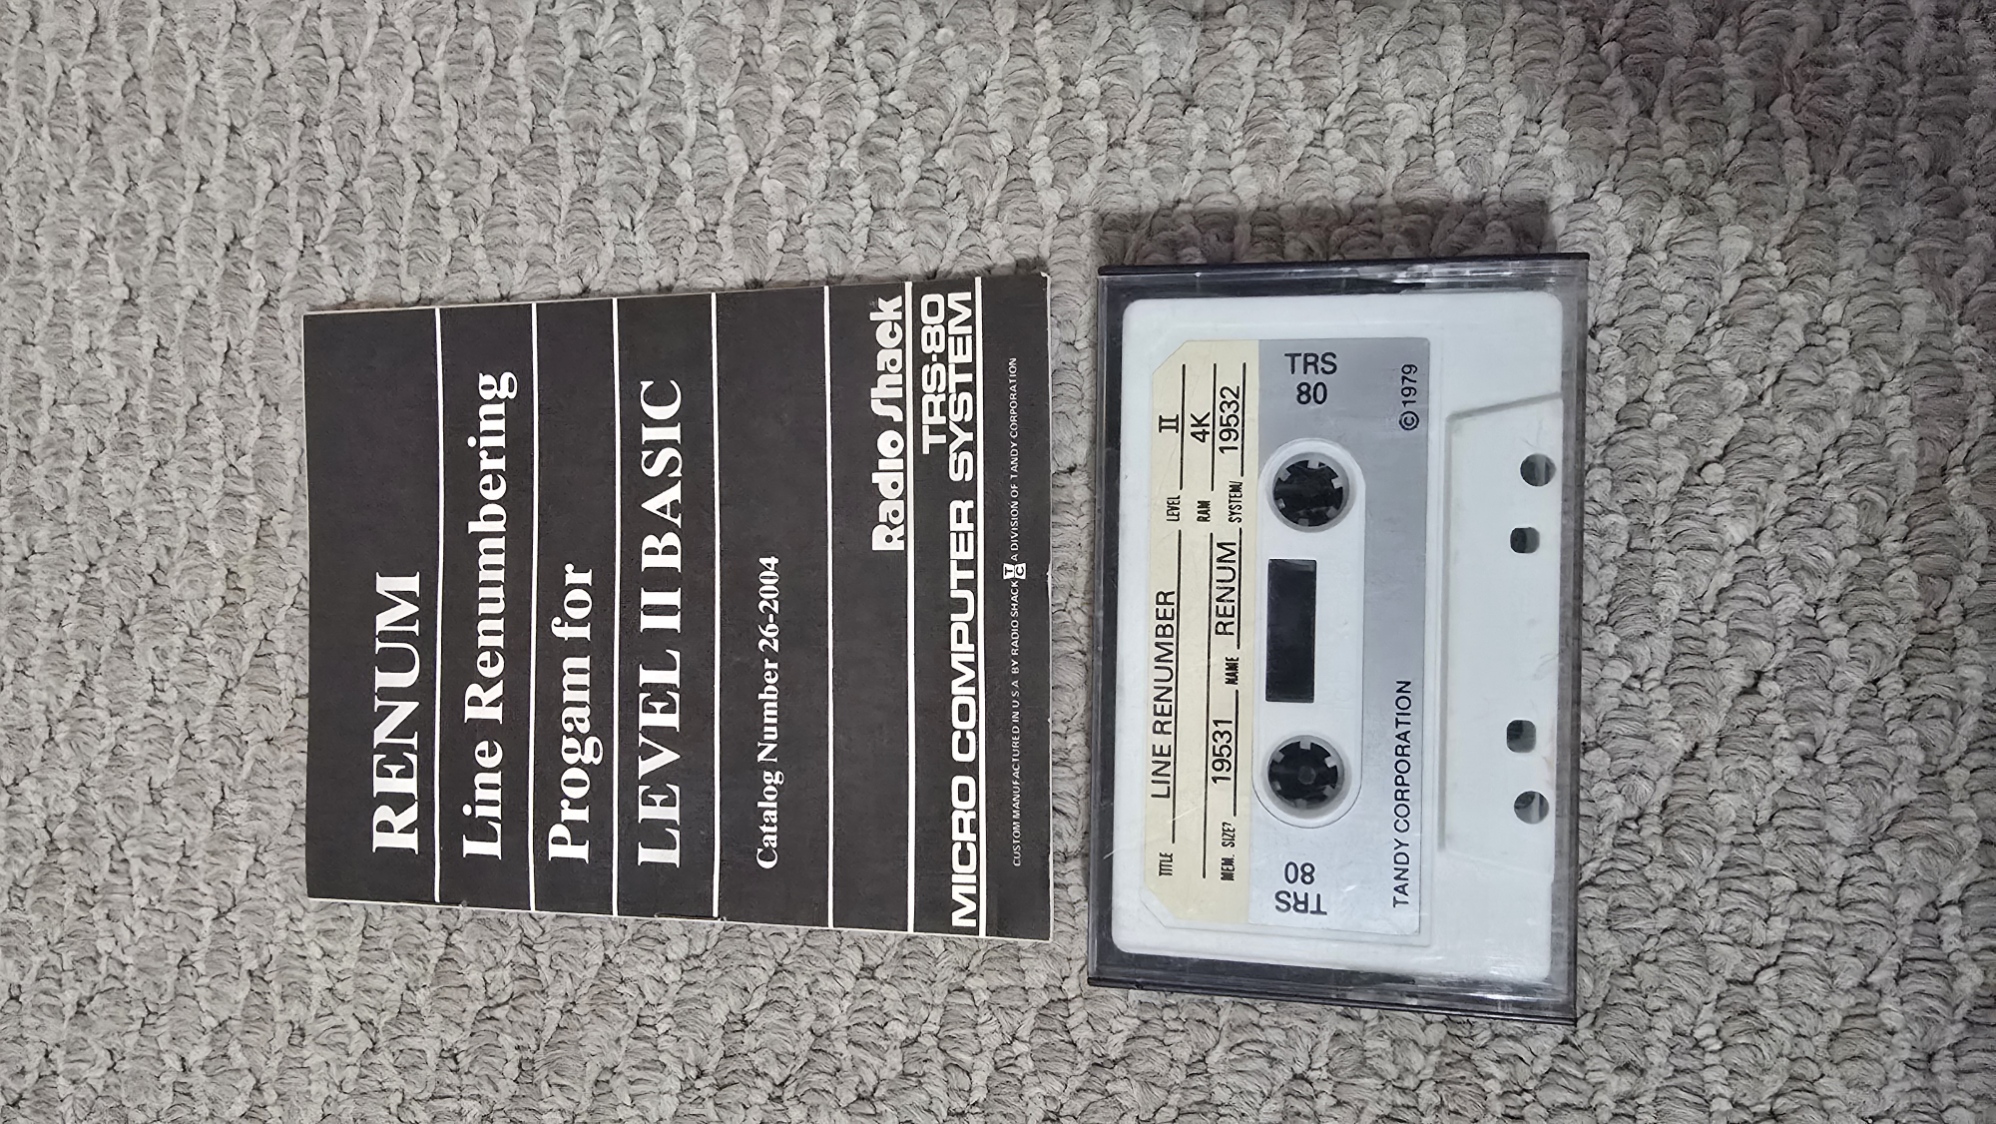 RENUM
Line Renumbering
Progam for
LEVEL II BASIC
Catalog Number 26-2004
Radio Shack
TRS-80
MICRO COMPUTER SYSTEM
CUSTOM MANUFACTURED IN U.S.A. BY RADIO SHACK TC A DIVISION OF TANDY CORPORATION
TITLE LINE RENUMBER LEVEL II
RAM 4K
MEM. SIZE? 19531 NAME RENUM SYSTEM/ 19532
TRS
80
TRS
80
TANDY CORPORATION ©1979